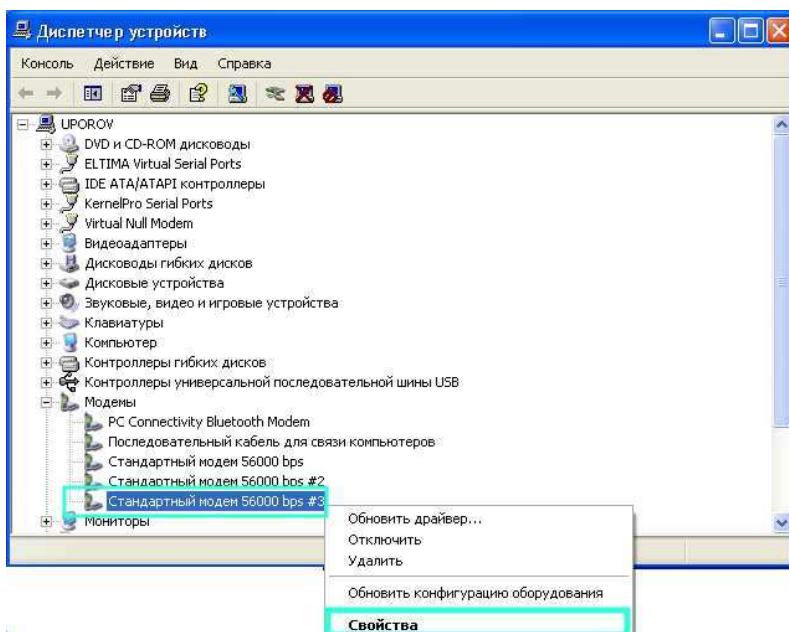 Диспетчер устройств
Консоль Действие Вид Справка
UPOROV
DVD и CD-ROM дисководы
ELTIMA Virtual Serial Ports
IDE ATA/ATAPI контроллеры
KernelPro Serial Ports
Virtual Null Modem
Видеоадаптеры
Дисководы гибких дисков
Дисковые устройства
Звуковые, видео и игровые устройства
Клавиатуры
Компьютер
Контроллеры гибких дисков
Контроллеры универсальной последовательной шины USB
Модемы
PC Connectivity Bluetooth Modem
Последовательный кабель для связи компьютеров
Стандартный модем 56000 bps
Стандартный модем 56000 bps #2
Стандартный модем 56000 bps #3
Мониторы
Обновить драйвер...
Отключить
Удалить
Обновить конфигурацию оборудования
Свойства